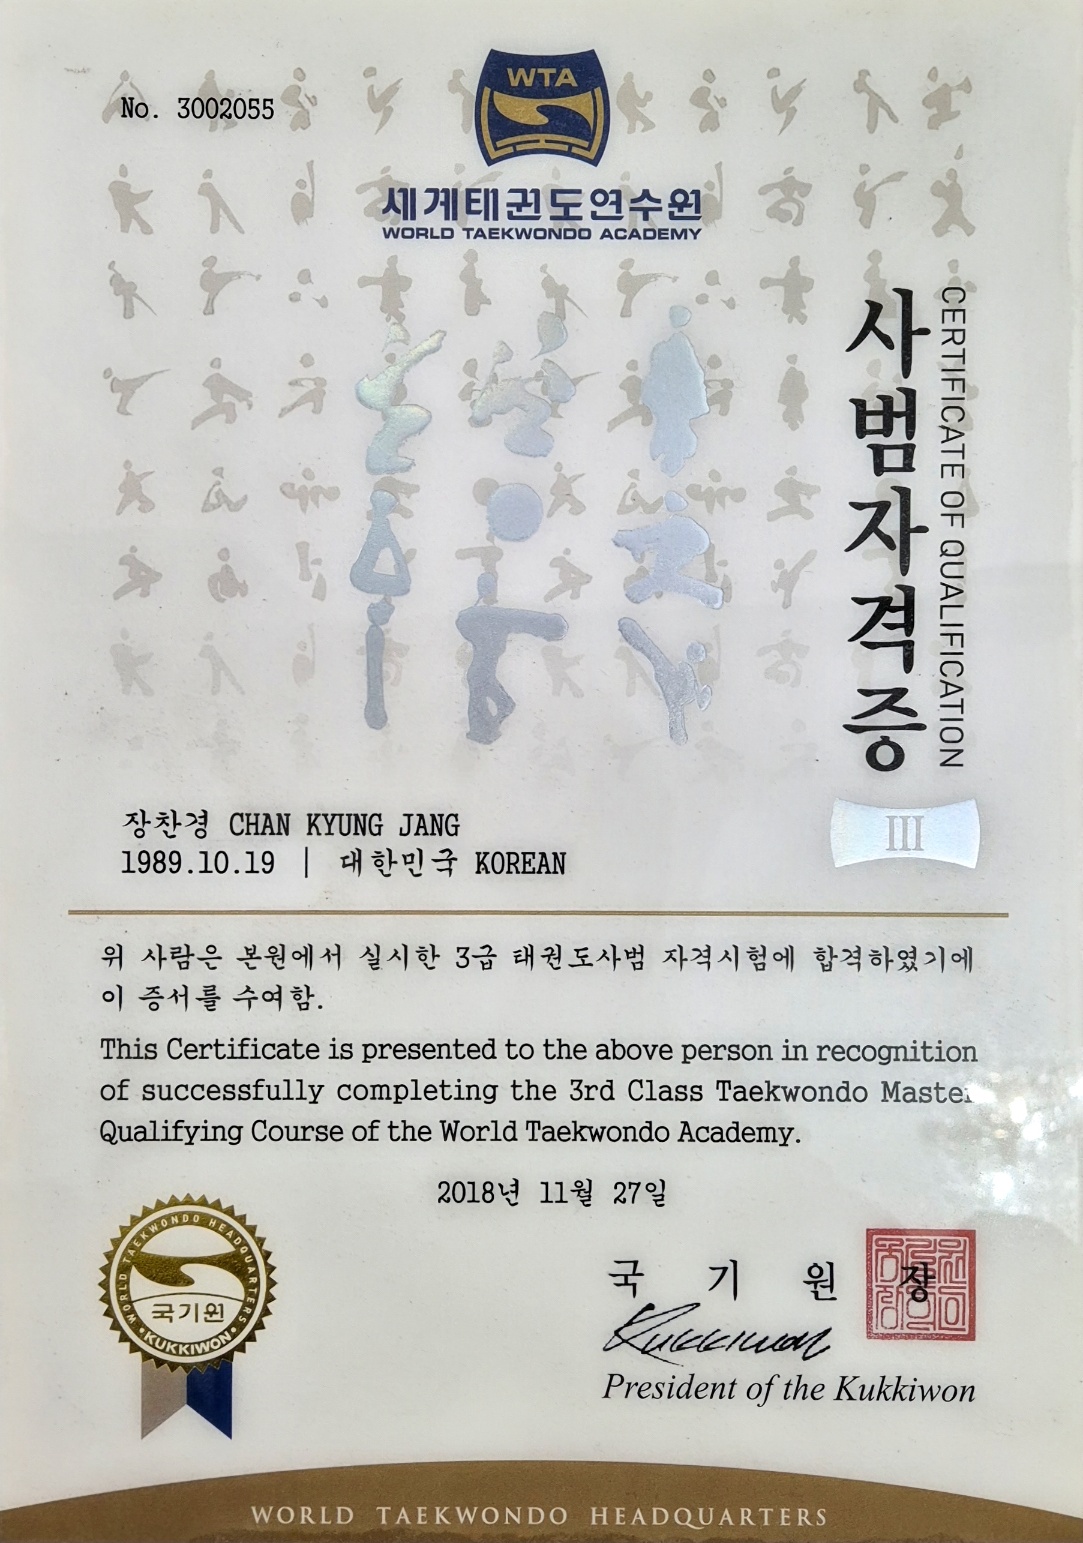 No. 3002055
WTA
세계태권도연수원
WORLD TAEKWONDO ACADEMY
사범자격증
CERTIFICATE OF QUALIFICATION
III
장찬경 CHAN KYUNG JANG
1989.10.19 | 대한민국 KOREAN
위 사람은 본원에서 실시한 3급 태권도사범 자격시험에 합격하였기에
이 증서를 수여함.
This Certificate is presented to the above person in recognition
of successfully completing the 3rd Class Taekwondo Master
Qualifying Course of the World Taekwondo Academy.
2018년 11월 27일
WORLD TAEKWONDO HEADQUARTERS
국기원
KUKKIWON
국 기 원 장
Kukkiwon
President of the Kukkiwon
WORLD TAEKWONDO HEADQUARTERS